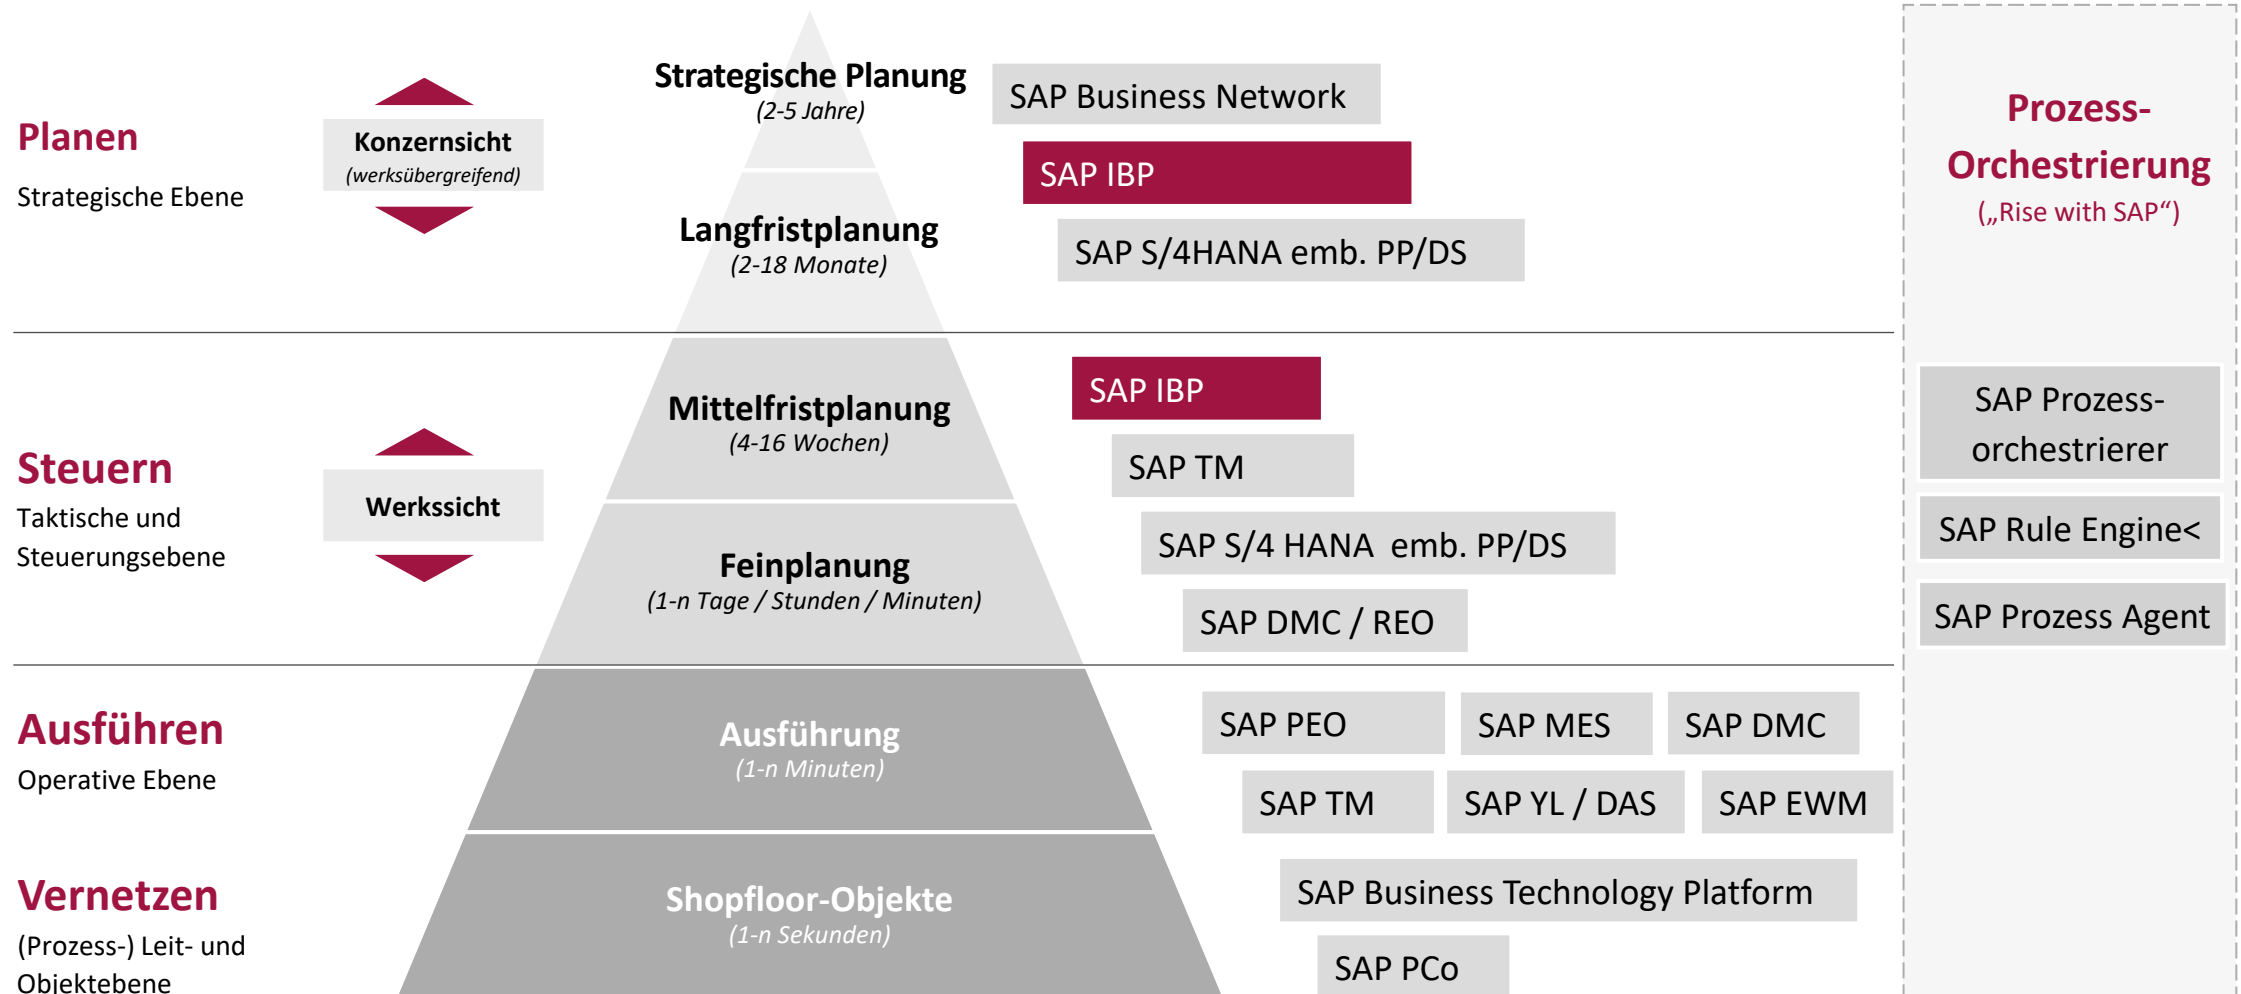 Planen
Strategische Ebene
Konzernsicht
(werksübergreifend)
Strategische Planung
(2-5 Jahre)
Langfristplanung
(2-18 Monate)
SAP Business Network
SAP IBP
SAP S/4HANA emb. PP/DS
Steuern
Taktische und
Steuerungsebene
Werkssicht
Mittelfristplanung
(4-16 Wochen)
Feinplanung
(1-n Tage / Stunden / Minuten)
SAP IBP
SAP TM
SAP S/4 HANA  emb. PP/DS
SAP DMC / REO
Ausführen
Operative Ebene
Ausführung
(1-n Minuten)
SAP PEO
SAP MES
SAP DMC
SAP TM
SAP YL / DAS
SAP EWM
Vernetzen
(Prozess-) Leit- und
Objektebene
Shopfloor-Objekte
(1-n Sekunden)
SAP Business Technology Platform
SAP PCo
Prozess-
Orchestrierung
(„Rise with SAP“)
SAP Prozess-
orchestrierer
SAP Rule Engine<
SAP Prozess Agent